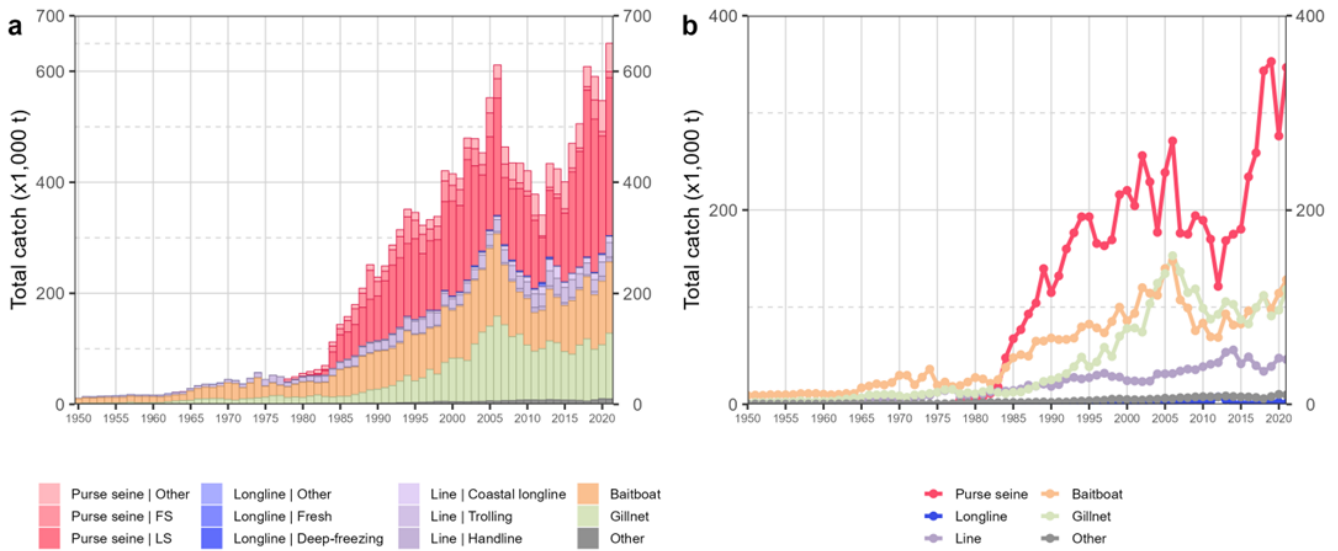 a
700
600
400
200
0
Total catch (x1,000 t)
700
600
400
200
0
1950 1955 1960 1965 1970 1975 1980 1985 1990 1995 2000 2005 2010 2015 2020
b
400
200
0
Total catch (x1,000 t)
400
200
0
1950 1955 1960 1965 1970 1975 1980 1985 1990 1995 2000 2005 2010 2015 2020
Purse seine | Other Longline | Other Line | Coastal longline Baitboat
Purse seine | FS Longline | Fresh Line | Trolling Gillnet
Purse seine | LS Longline | Deep-freezing Line | Handline Other
Purse seine Baitboat
Longline Gillnet
Line Other